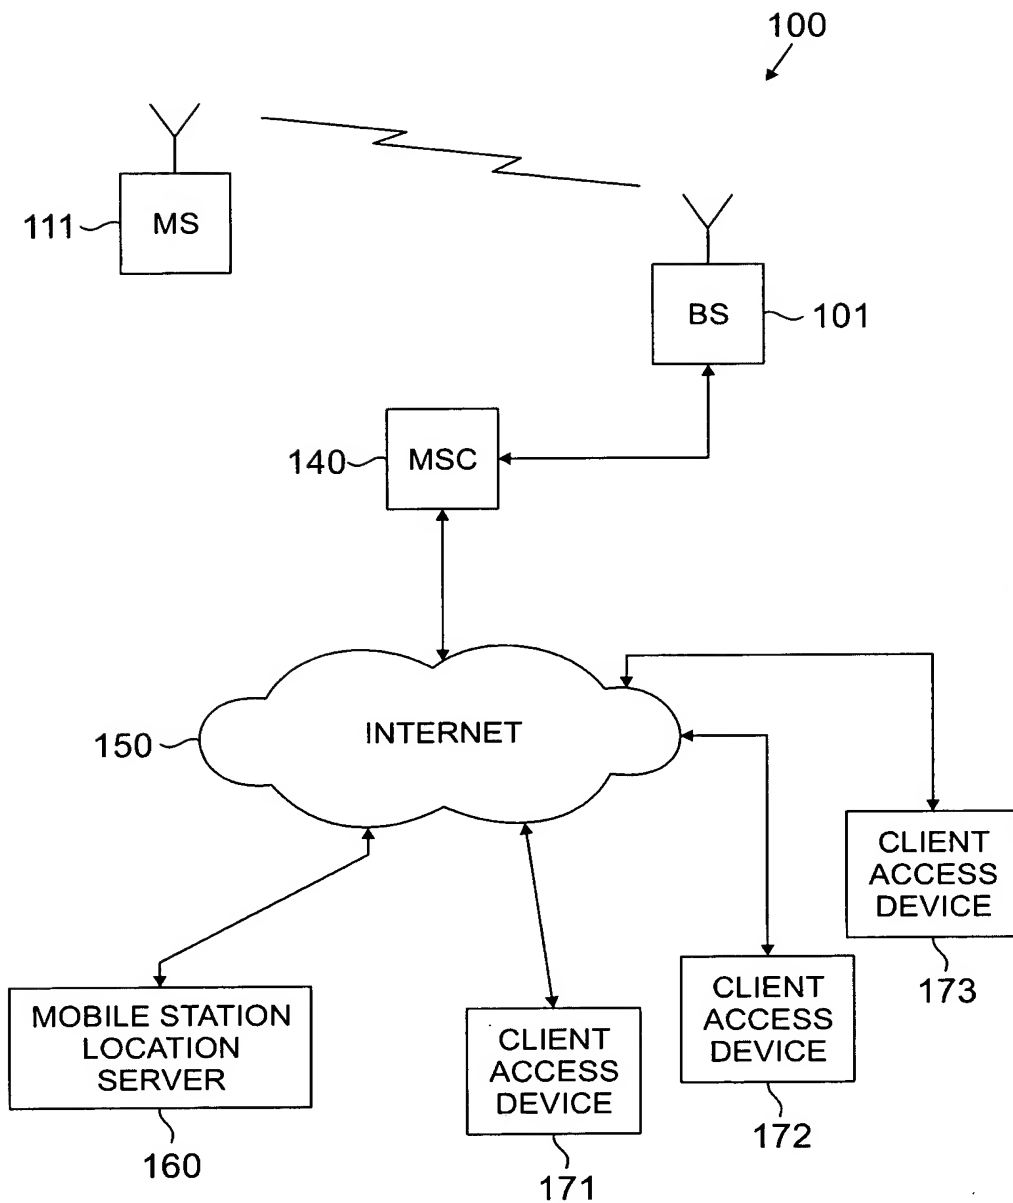 100
MS
111
BS
101
MSC
140
INTERNET
150
CLIENT
ACCESS
DEVICE
173
CLIENT
ACCESS
DEVICE
172
MOBILE STATION
LOCATION
SERVER
160
CLIENT
ACCESS
DEVICE
171